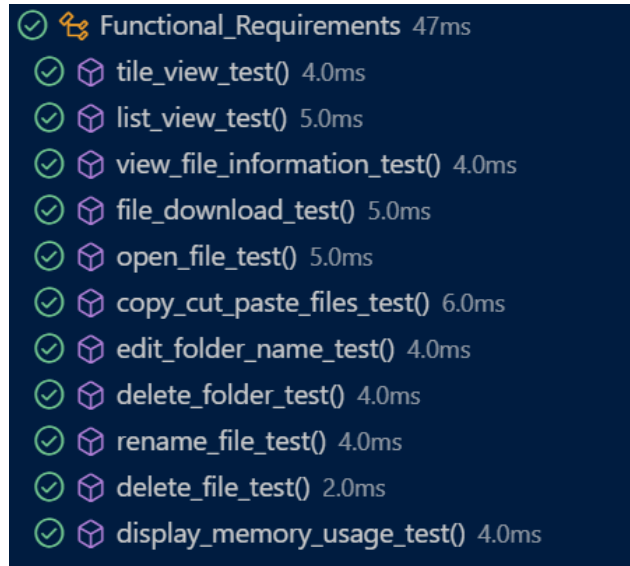 Functional_Requirements 47ms
tile_view_test() 4.0ms
list_view_test() 5.0ms
view_file_information_test() 4.0ms
file_download_test() 5.0ms
open_file_test() 5.0ms
copy_cut_paste_files_test() 6.0ms
edit_folder_name_test() 4.0ms
delete_folder_test() 4.0ms
rename_file_test() 4.0ms
delete_file_test() 2.0ms
display_memory_usage_test() 4.0ms